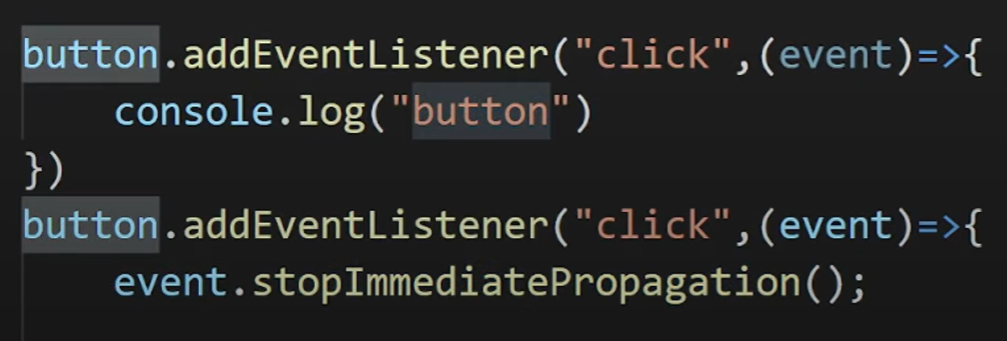 button.addEventListener("click",(event)=>{
    console.log("button")
})
button.addEventListener("click",(event)=>{
    event.stopImmediatePropagation();